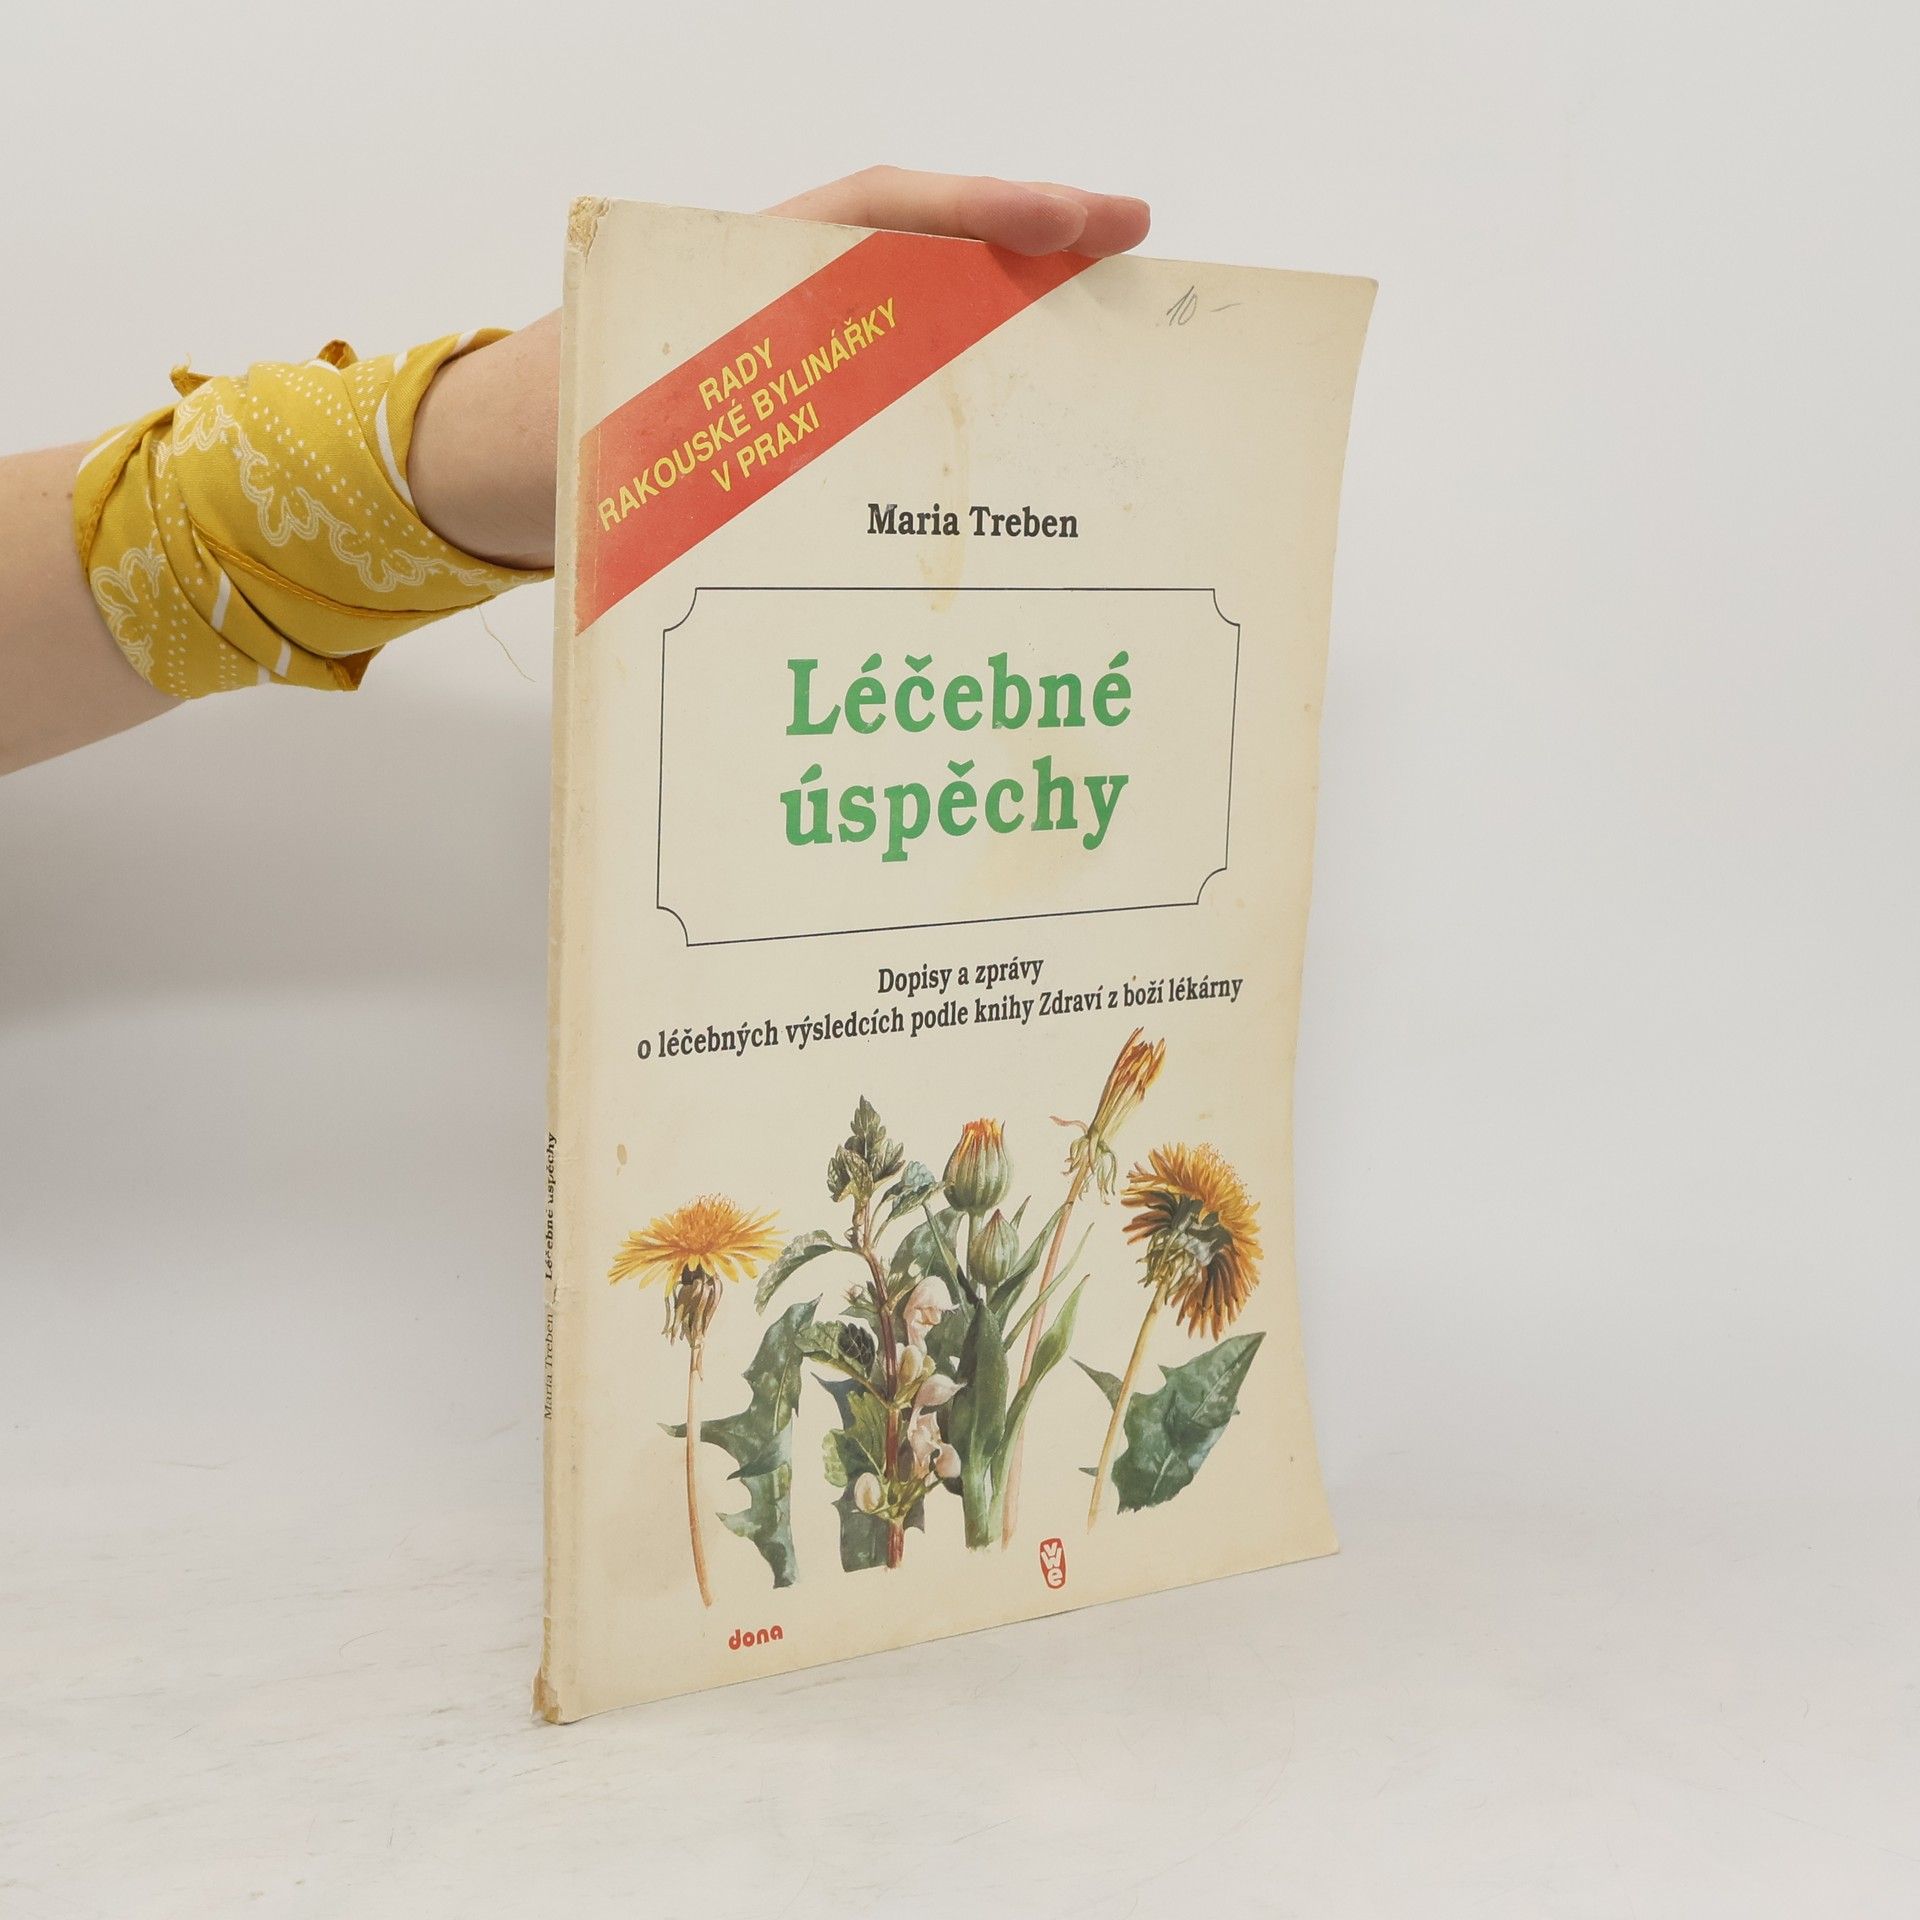 RADY
RAKOUSKÉ BYLINÁŘKY
V PRAXI
10 –
Maria Treben
Léčebné
úspěchy
Dopisy a zprávy
o léčebných výsledcích podle knihy Zdraví z boží lékárny
Maria Treben Léčebné úspěchy
dona
vwe